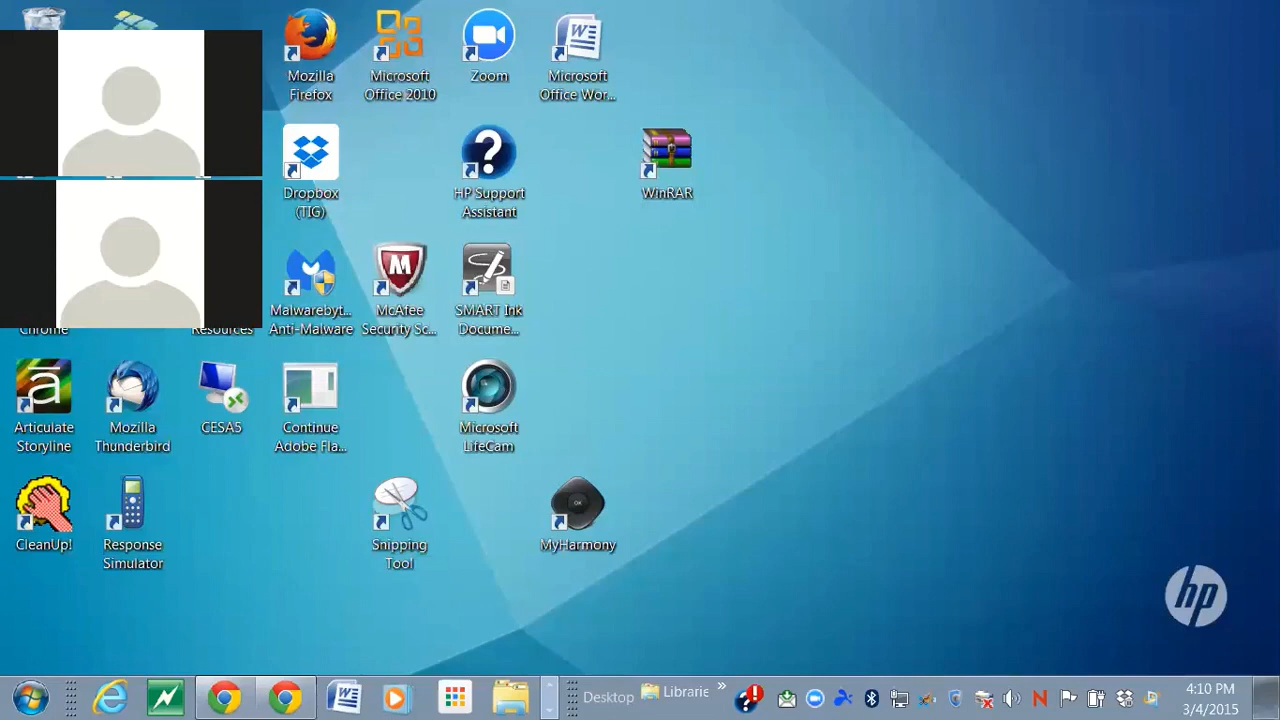 Mozilla
Firefox
Microsoft
Office 2010
Zoom
Microsoft
Office Wor...
Dropbox
(TIG)
HP Support
Assistant
WinRAR
Malwarebyt...
Anti-Malware
McAfee
Security Sc...
SMART Ink
Docume...
Chrome
Resources
Articulate
Storyline
Mozilla
Thunderbird
CESA5
Continue
Adobe Fla...
Microsoft
LifeCam
CleanUp!
Response
Simulator
Snipping
Tool
OK
MyHarmony
hp
Desktop
Librarie
»
4:10 PM
3/4/2015